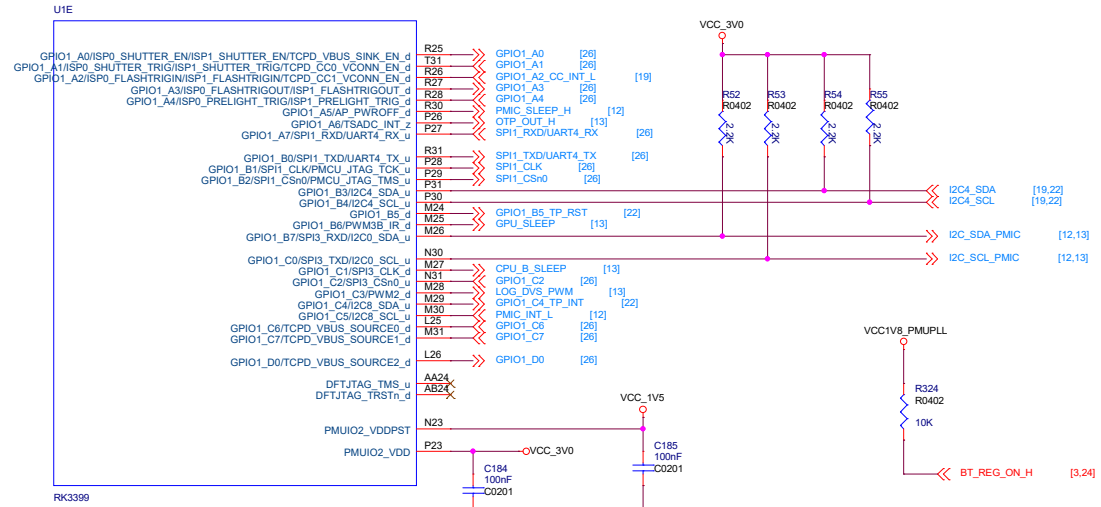 U1E
VCC_3V0
GPIO1_A0/ISP0_SHUTTER_EN/ISP1_SHUTTER_EN/TCPD_VBUS_SINK_EN_d R25 GPIO1_A0 [26]
GPIO1_A1/ISP0_SHUTTER_TRIG/ISP1_SHUTTER_TRIG/TCPD_CC0_VCONN_EN_d T31 GPIO1_A1 [26]
GPIO1_A2/ISP0_FLASHTRIGIN/ISP1_FLASHTRIGIN/TCPD_CC1_VCONN_EN_d R26 GPIO1_A2_CC_INT_L [19]
GPIO1_A3/ISP0_FLASHTRIGOUT/ISP1_FLASHTRIGOUT_d R27 GPIO1_A3 [26]
GPIO1_A4/ISP0_PRELIGHT_TRIG/ISP1_PRELIGHT_TRIG_d R28 GPIO1_A4 [26]
GPIO1_A5/AP_PWROFF_d R30 PMIC_SLEEP_H [12]
GPIO1_A6/TSADC_INT_z P26 OTP_OUT_H [13]
GPIO1_A7/SPI1_RXD/UART4_RX_u P27 SPI1_RXD/UART4_RX [26]
R52 R53 R54 R55
R0402 R0402 R0402 R0402
2.2K 2.2K 2.2K 2.2K
GPIO1_B0/SPI1_TXD/UART4_TX_u R31 SPI1_TXD/UART4_TX [26]
GPIO1_B1/SPI1_CLK/PMCU_JTAG_TCK_u P28 SPI1_CLK [26]
GPIO1_B2/SPI1_CSn0/PMCU_JTAG_TMS_u P29 SPI1_CSn0 [26]
GPIO1_B3/I2C4_SDA_u P31 I2C4_SDA [19,22]
GPIO1_B4/I2C4_SCL_u P30 I2C4_SCL [19,22]
GPIO1_B5_d M24 GPIO1_B5_TP_RST [22]
GPIO1_B6/PWM3B_IR_d M25 GPU_SLEEP [13]
GPIO1_B7/SPI3_RXD/I2C0_SDA_u M26 I2C_SDA_PMIC [12,13]
GPIO1_C0/SPI3_TXD/I2C0_SCL_u N30 I2C_SCL_PMIC [12,13]
GPIO1_C1/SPI3_CLK_d M27 CPU_B_SLEEP [13]
GPIO1_C2/SPI3_CSn0_u N31 GPIO1_C2 [26]
GPIO1_C3/PWM2_d M28 LOG_DVS_PWM [13]
GPIO1_C4/I2C8_SDA_u M29 GPIO1_C4_TP_INT [22]
GPIO1_C5/I2C8_SCL_u M30 PMIC_INT_L [12]
GPIO1_C6/TCPD_VBUS_SOURCE0_d L25 GPIO1_C6 [26]
GPIO1_C7/TCPD_VBUS_SOURCE1_d M31 GPIO1_C7 [26]
GPIO1_D0/TCPD_VBUS_SOURCE2_d L26 GPIO1_D0 [26]
DFTJTAG_TMS_u AA24
DFTJTAG_TRSTn_d AB24
VCC_1V5
PMUIO2_VDDPST N23
PMUIO2_VDD P23 VCC_3V0
C184
100nF
C0201
C185
100nF
C0201
VCC1V8_PMUPLL
R324
R0402
10K
BT_REG_ON_H [3,24]
RK3399